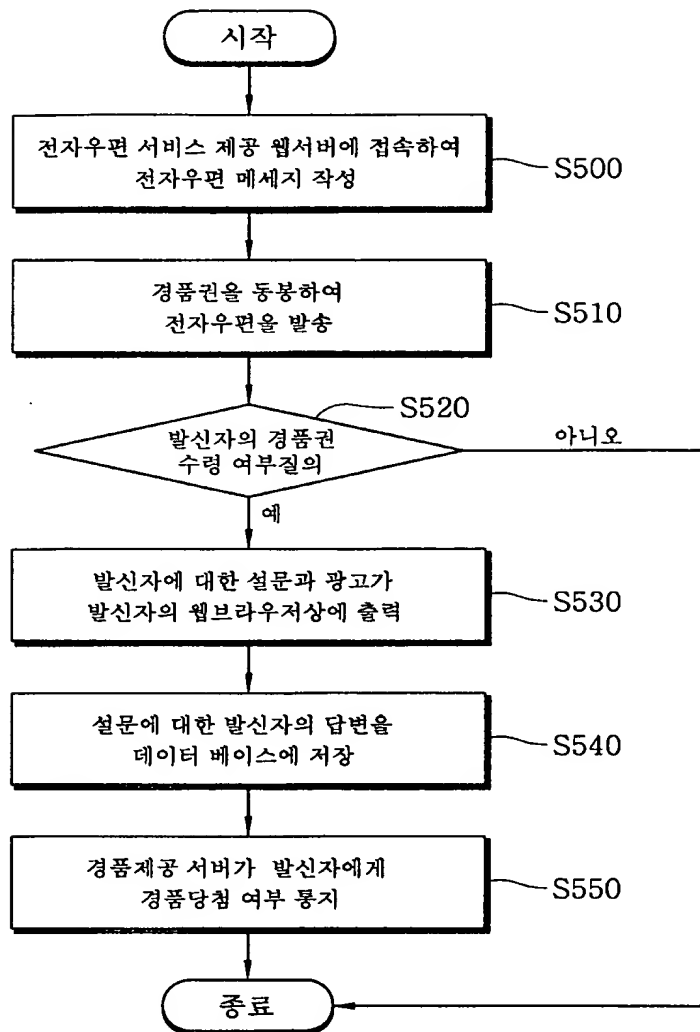 시작
전자우편 서비스 제공 웹서버에 접속하여
전자우편 메세지 작성
S500
경품권을 동봉하여
전자우편을 발송
S510
S520
발신자의 경품권
수령 여부질의
아니오
예
발신자에 대한 설문과 광고가
발신자의 웹브라우저상에 출력
S530
설문에 대한 발신자의 답변을
데이터 베이스에 저장
S540
경품제공 서버가 발신자에게
경품당첨 여부 통지
S550
종료